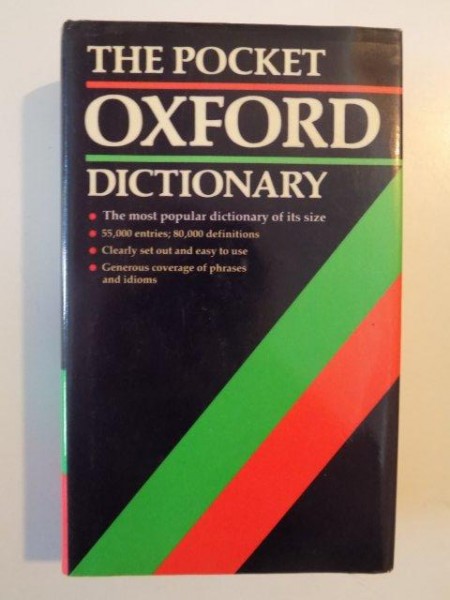 THE POCKET
OXFORD
DICTIONARY
• The most popular dictionary of its size
• 55,000 entries; 80,000 definitions
• Clearly set out and easy to use
• Generous coverage of phrases
and idioms